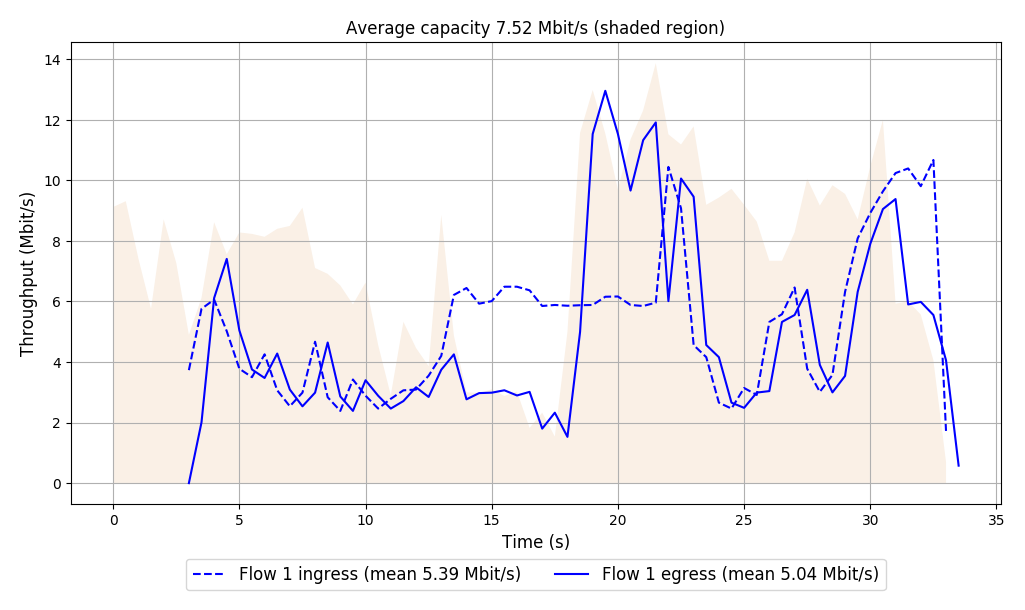 Average capacity 7.52 Mbit/s (shaded region)
14
12
10
8
6
4
2
0
Throughput (Mbit/s)
0 5 10 15 20 25 30 35
Time (s)
Flow 1 ingress (mean 5.39 Mbit/s) Flow 1 egress (mean 5.04 Mbit/s)